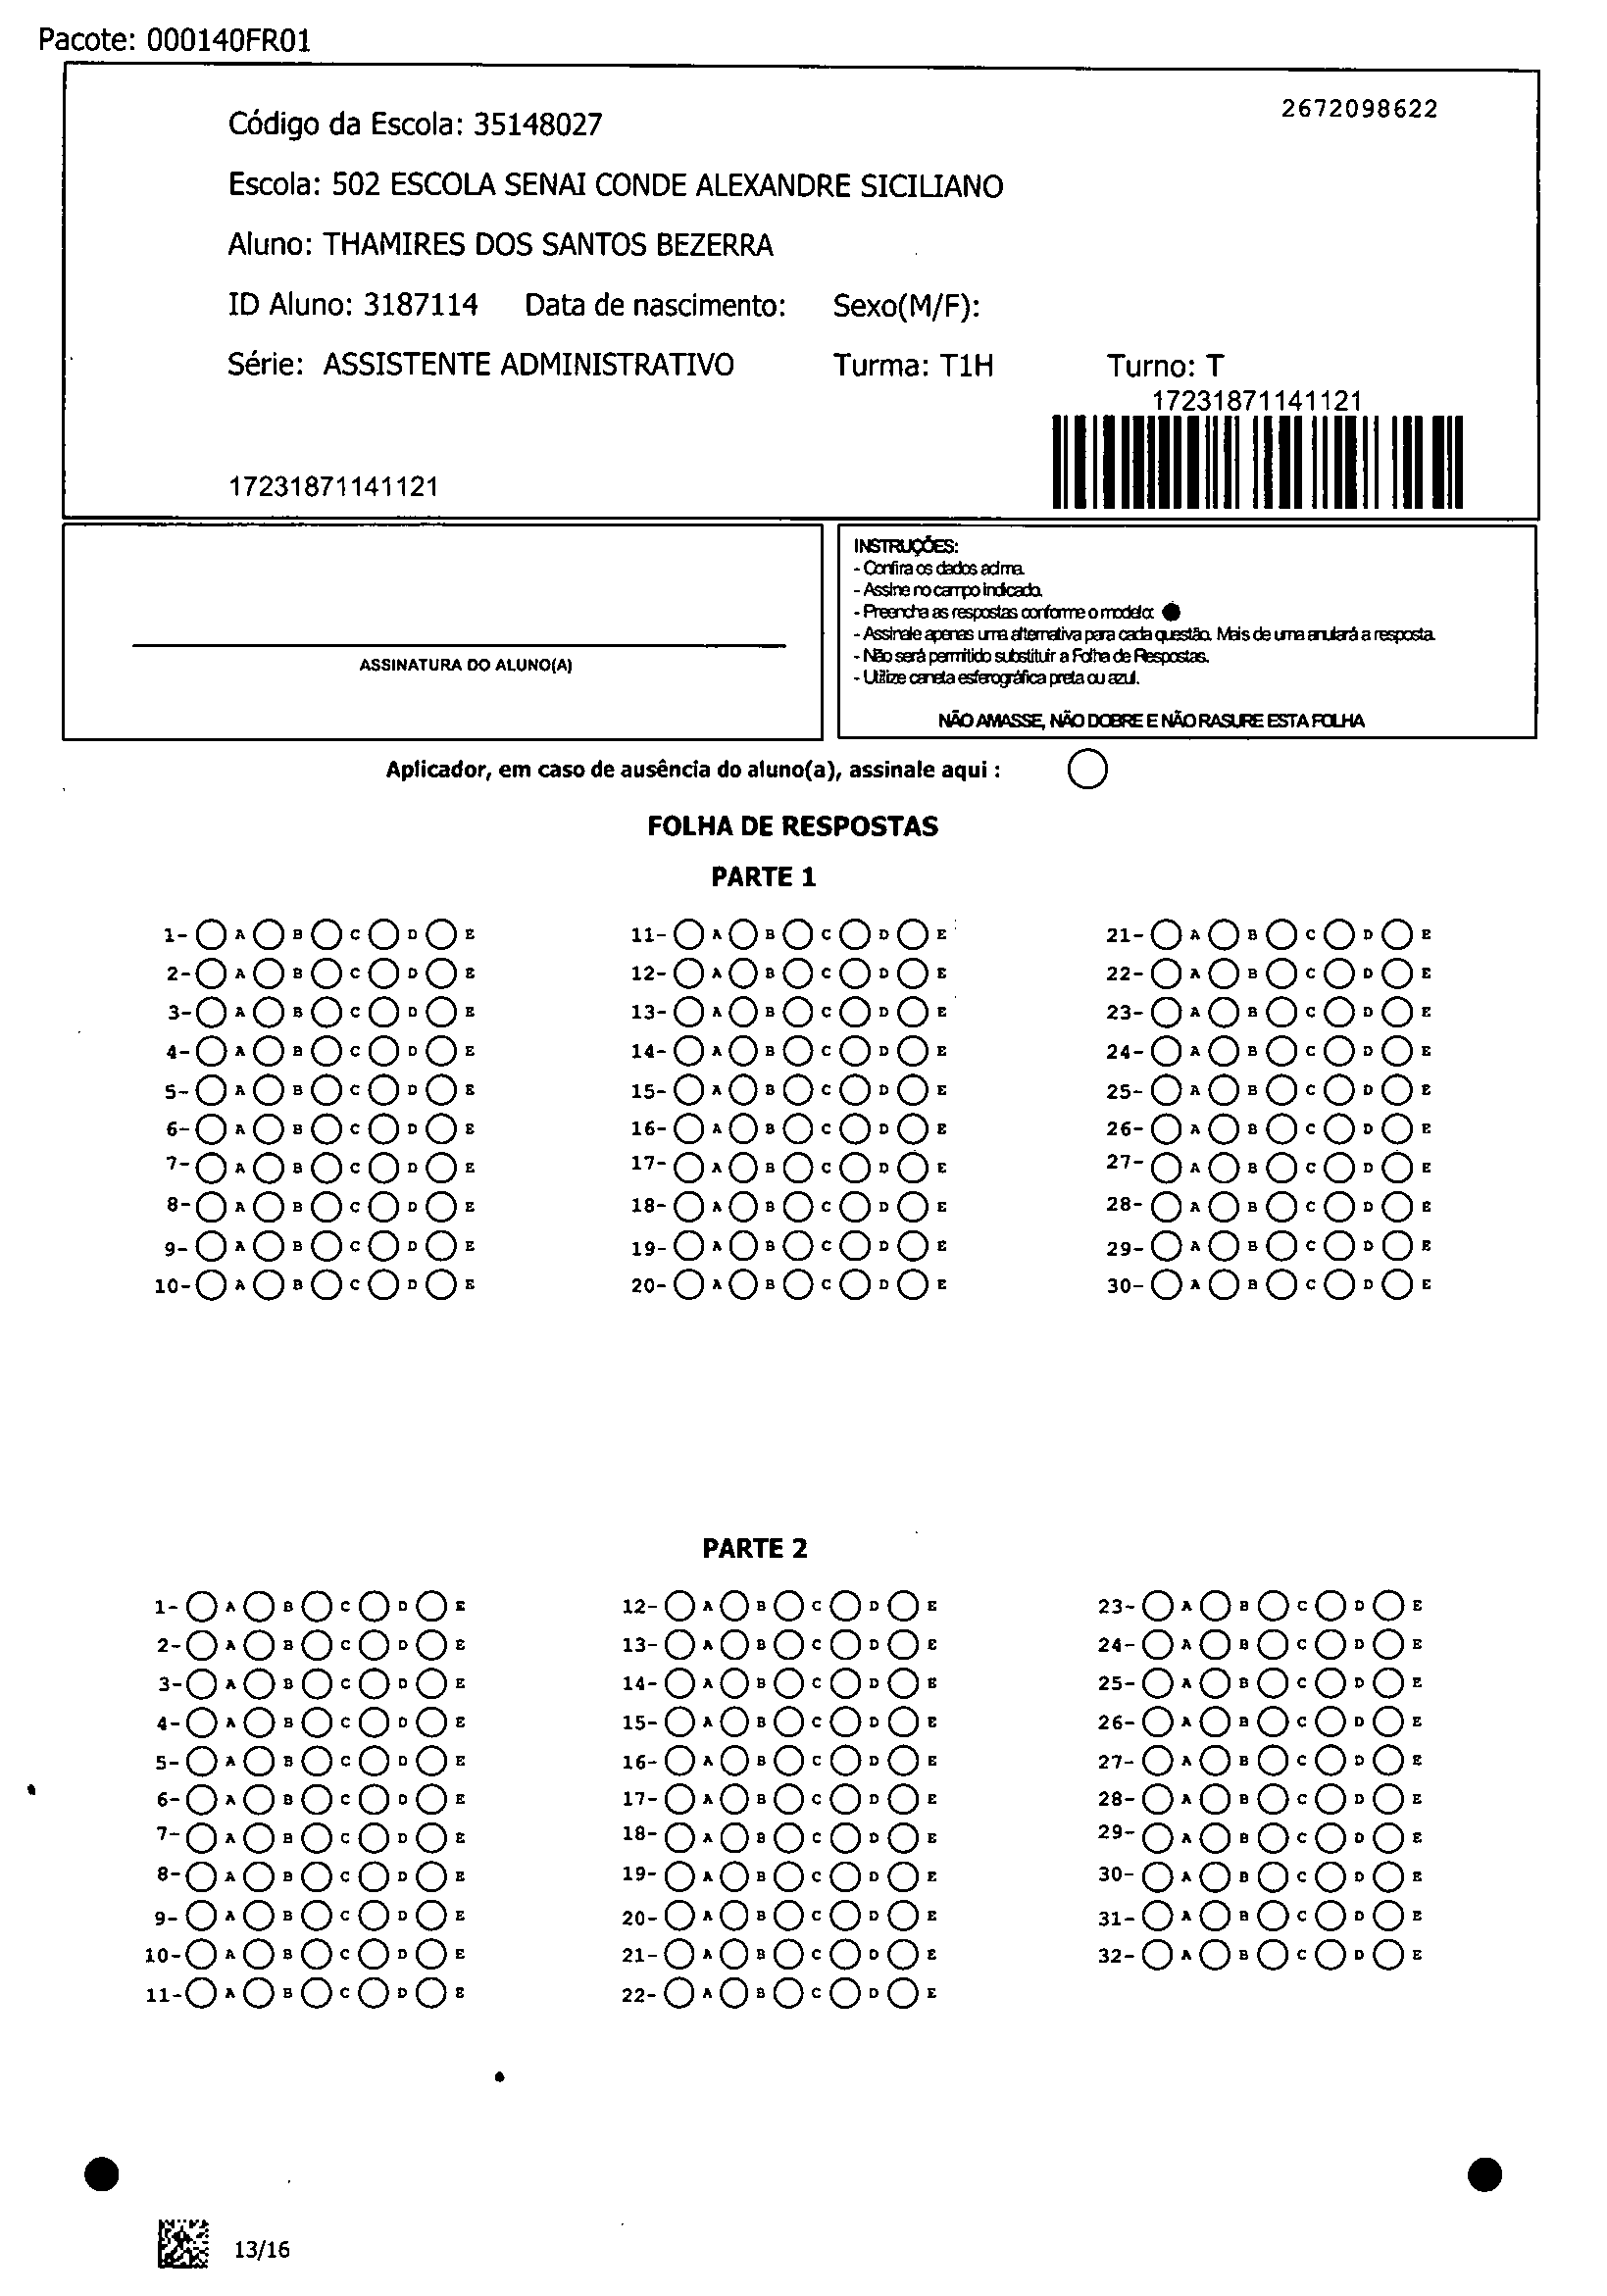 Pacote: 000140FR01
2672098622
Código da Escola: 35148027
Escola: 502 ESCOLA SENAI CONDE ALEXANDRE SICILIANO
Aluno: THAMIRES DOS SANTOS BEZERRA
ID Aluno: 3187114 Data de nascimento: Sexo(M/F):
Série: ASSISTENTE ADMINISTRATIVO Turma: T1H Turno: T
17231871141121
17231871141121
ASSINATURA DO ALUNO(A)
INSTRUÇÕES:
- Confira os dados acima.
- Assine no campo indicado.
- Preencha as respostas conforme o modelo:
- Assinale apenas uma alternativa para cada questão. Mais de uma anulará a resposta.
- Não será permitido substituir a Folha de Respostas.
- Utilize caneta esferográfica preta ou azul.
NÃO AMASSE, NÃO DOBRE E NÃO RASURE ESTA FOLHA
Aplicador, em caso de ausência do aluno(a), assinale aqui :
FOLHA DE RESPOSTAS
PARTE 1
1- A B C D E 11- A B C D E 21- A B C D E
2- A B C D E 12- A B C D E 22- A B C D E
3- A B C D E 13- A B C D E 23- A B C D E
4- A B C D E 14- A B C D E 24- A B C D E
5- A B C D E 15- A B C D E 25- A B C D E
6- A B C D E 16- A B C D E 26- A B C D E
7- A B C D E 17- A B C D E 27- A B C D E
8- A B C D E 18- A B C D E 28- A B C D E
9- A B C D E 19- A B C D E 29- A B C D E
10- A B C D E 20- A B C D E 30- A B C D E
PARTE 2
1- A B C D E 12- A B C D E 23- A B C D E
2- A B C D E 13- A B C D E 24- A B C D E
3- A B C D E 14- A B C D E 25- A B C D E
4- A B C D E 15- A B C D E 26- A B C D E
5- A B C D E 16- A B C D E 27- A B C D E
6- A B C D E 17- A B C D E 28- A B C D E
7- A B C D E 18- A B C D E 29- A B C D E
8- A B C D E 19- A B C D E 30- A B C D E
9- A B C D E 20- A B C D E 31- A B C D E
10- A B C D E 21- A B C D E 32- A B C D E
11- A B C D E 22- A B C D E
13/16